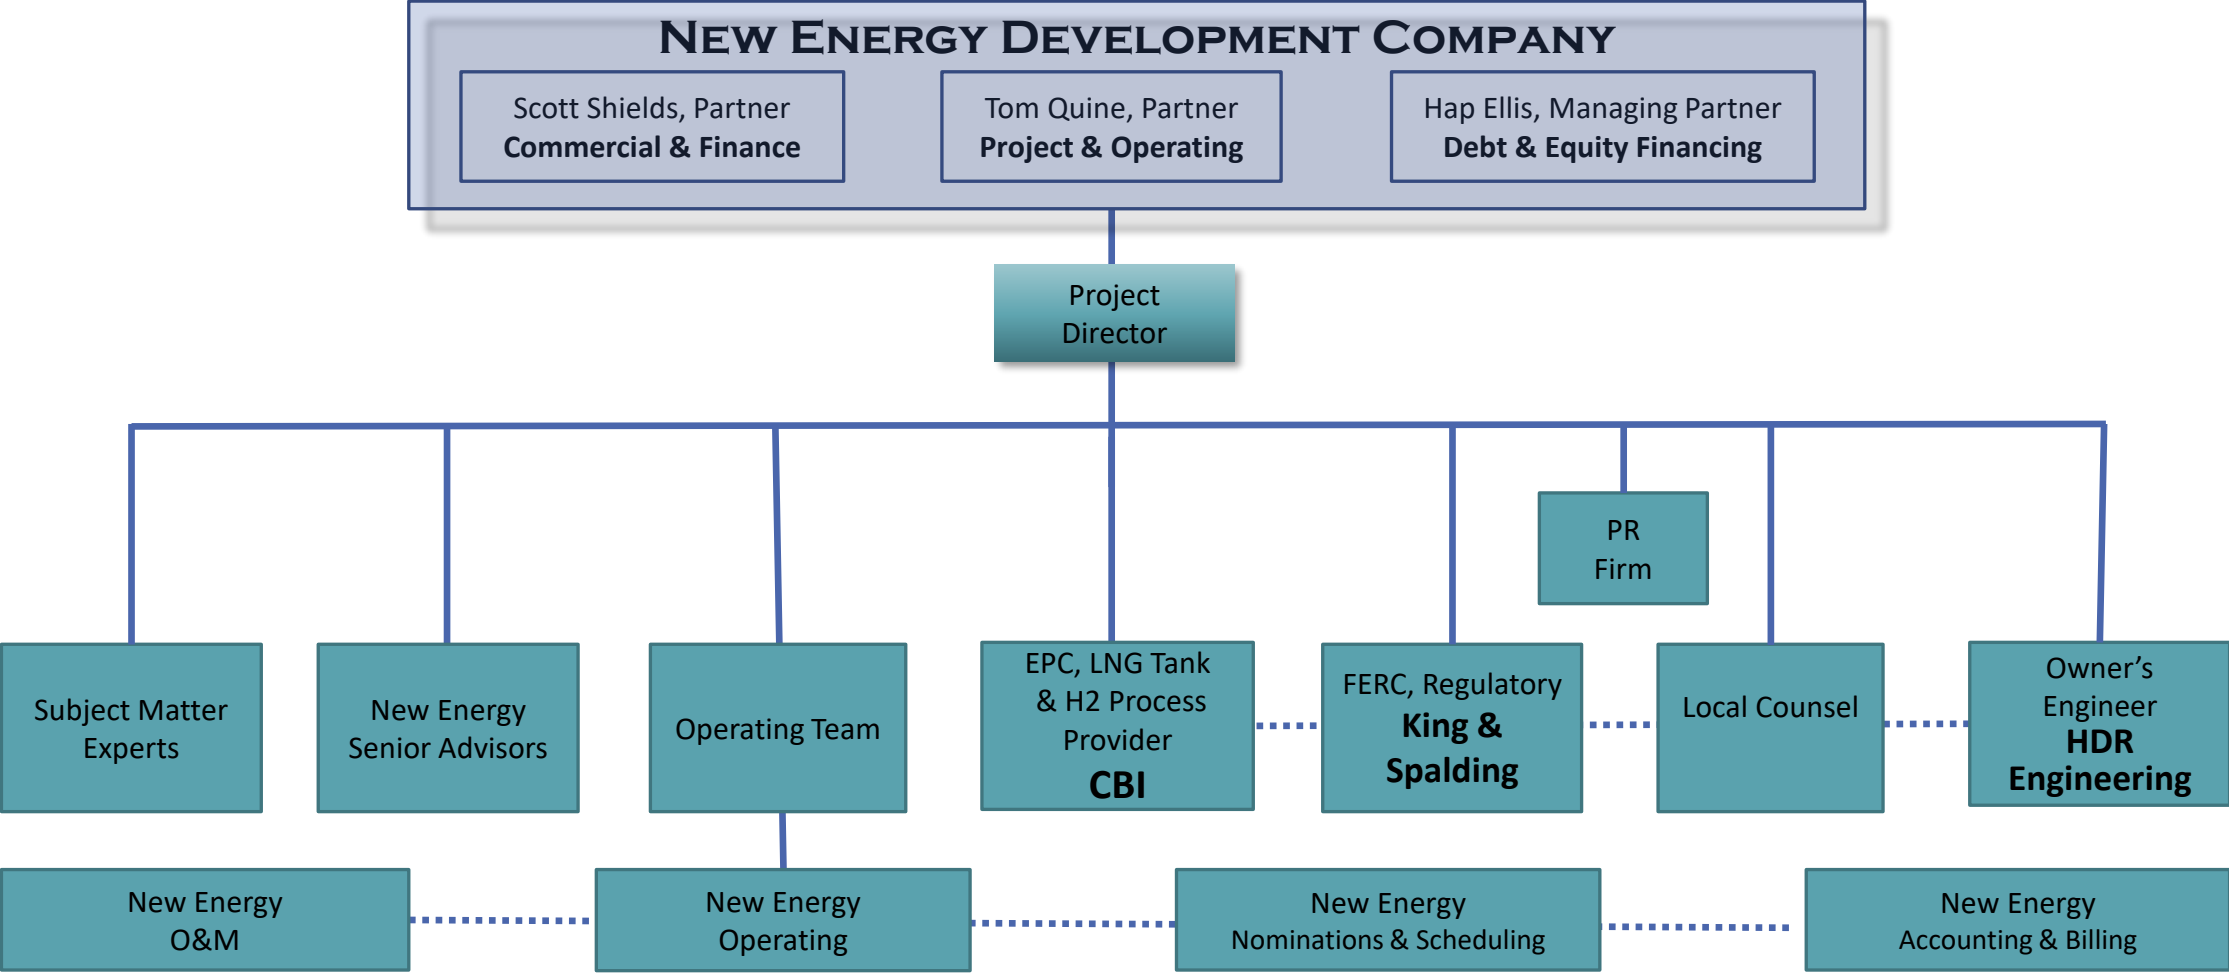 NEW ENERGY DEVELOPMENT COMPANY
Scott Shields, Partner
Commercial & Finance
Tom Quine, Partner
Project & Operating
Hap Ellis, Managing Partner
Debt & Equity Financing
Project
Director
PR
Firm
Subject Matter
Experts
New Energy
Senior Advisors
Operating Team
EPC, LNG Tank
& H2 Process
Provider
CBI
FERC, Regulatory
King &
Spalding
Local Counsel
Owner’s
Engineer
HDR
Engineering
New Energy
O&M
New Energy
Operating
New Energy
Nominations & Scheduling
New Energy
Accounting & Billing